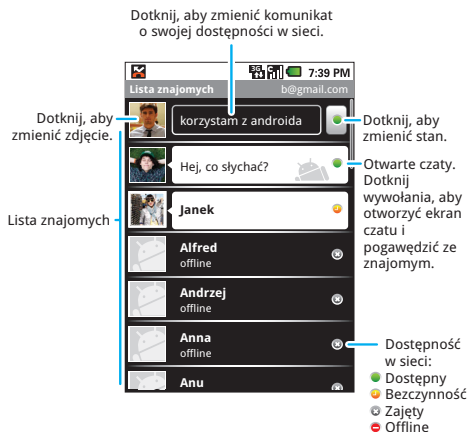 Dotknij, aby zmienić komunikat
o swojej dostępności w sieci.
3G
7:39 PM
Lista znajomych
b@gmail.com
Dotknij, aby
zmienić zdjęcie.
korzystam z androida
Dotknij, aby
zmienić stan.
Hej, co słychać?
Otwarte czaty.
Dotknij
wywołania, aby
otworzyć ekran
czatu i
pogawędzić ze
znajomym.
Lista znajomych
Janek
Alfred
offline
Andrzej
offline
Anna
offline
Anu
Dostępność
w sieci:
Dostępny
Bezczynność
Zajęty
Offline